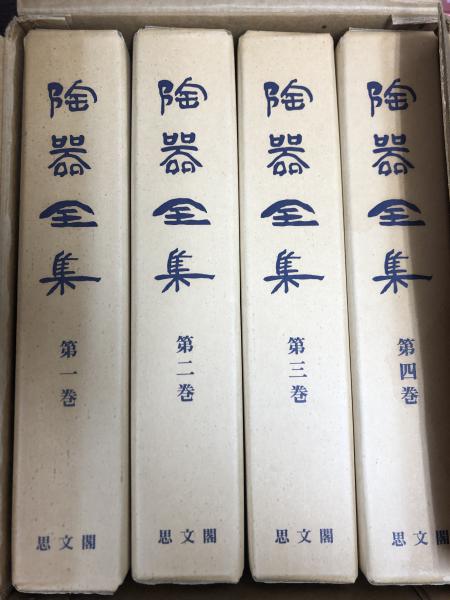 陶器全集
第一巻
思文閣
陶器全集
第二巻
思文閣
陶器全集
第三巻
思文閣
陶器全集
第四巻
思文閣